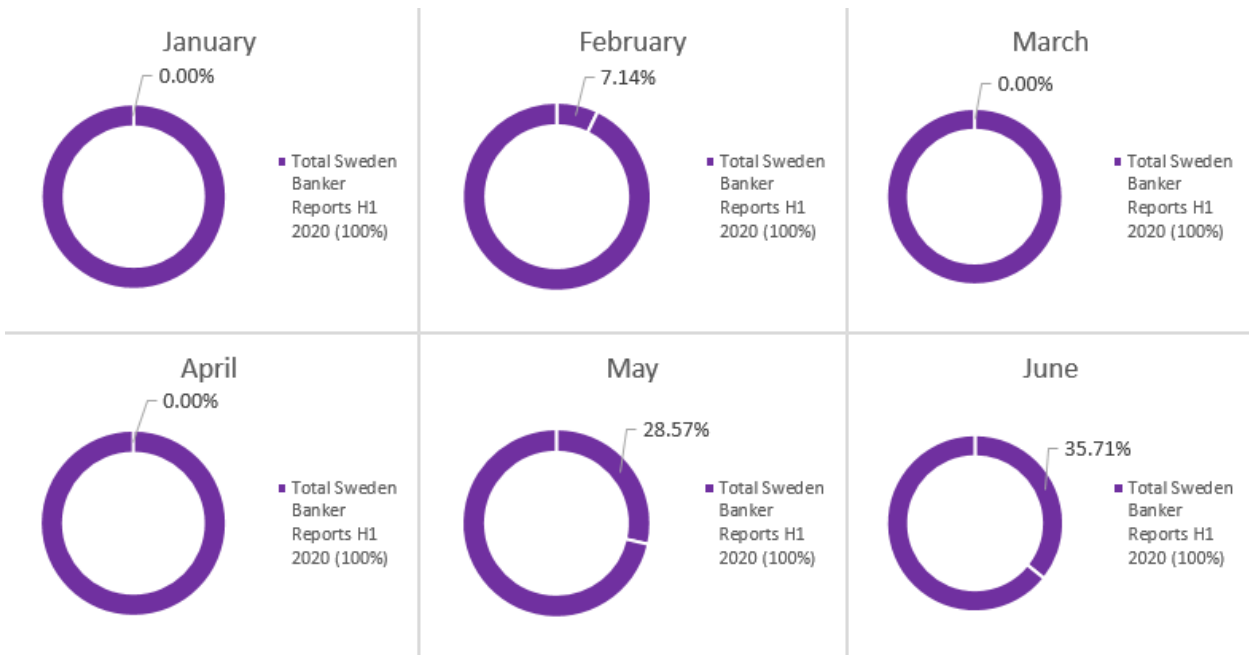 January
0.00%
Total Sweden
Banker
Reports H1
2020 (100%)
February
7.14%
Total Sweden
Banker
Reports H1
2020 (100%)
March
0.00%
Total Sweden
Banker
Reports H1
2020 (100%)
April
0.00%
Total Sweden
Banker
Reports H1
2020 (100%)
May
28.57%
Total Sweden
Banker
Reports H1
2020 (100%)
June
35.71%
Total Sweden
Banker
Reports H1
2020 (100%)